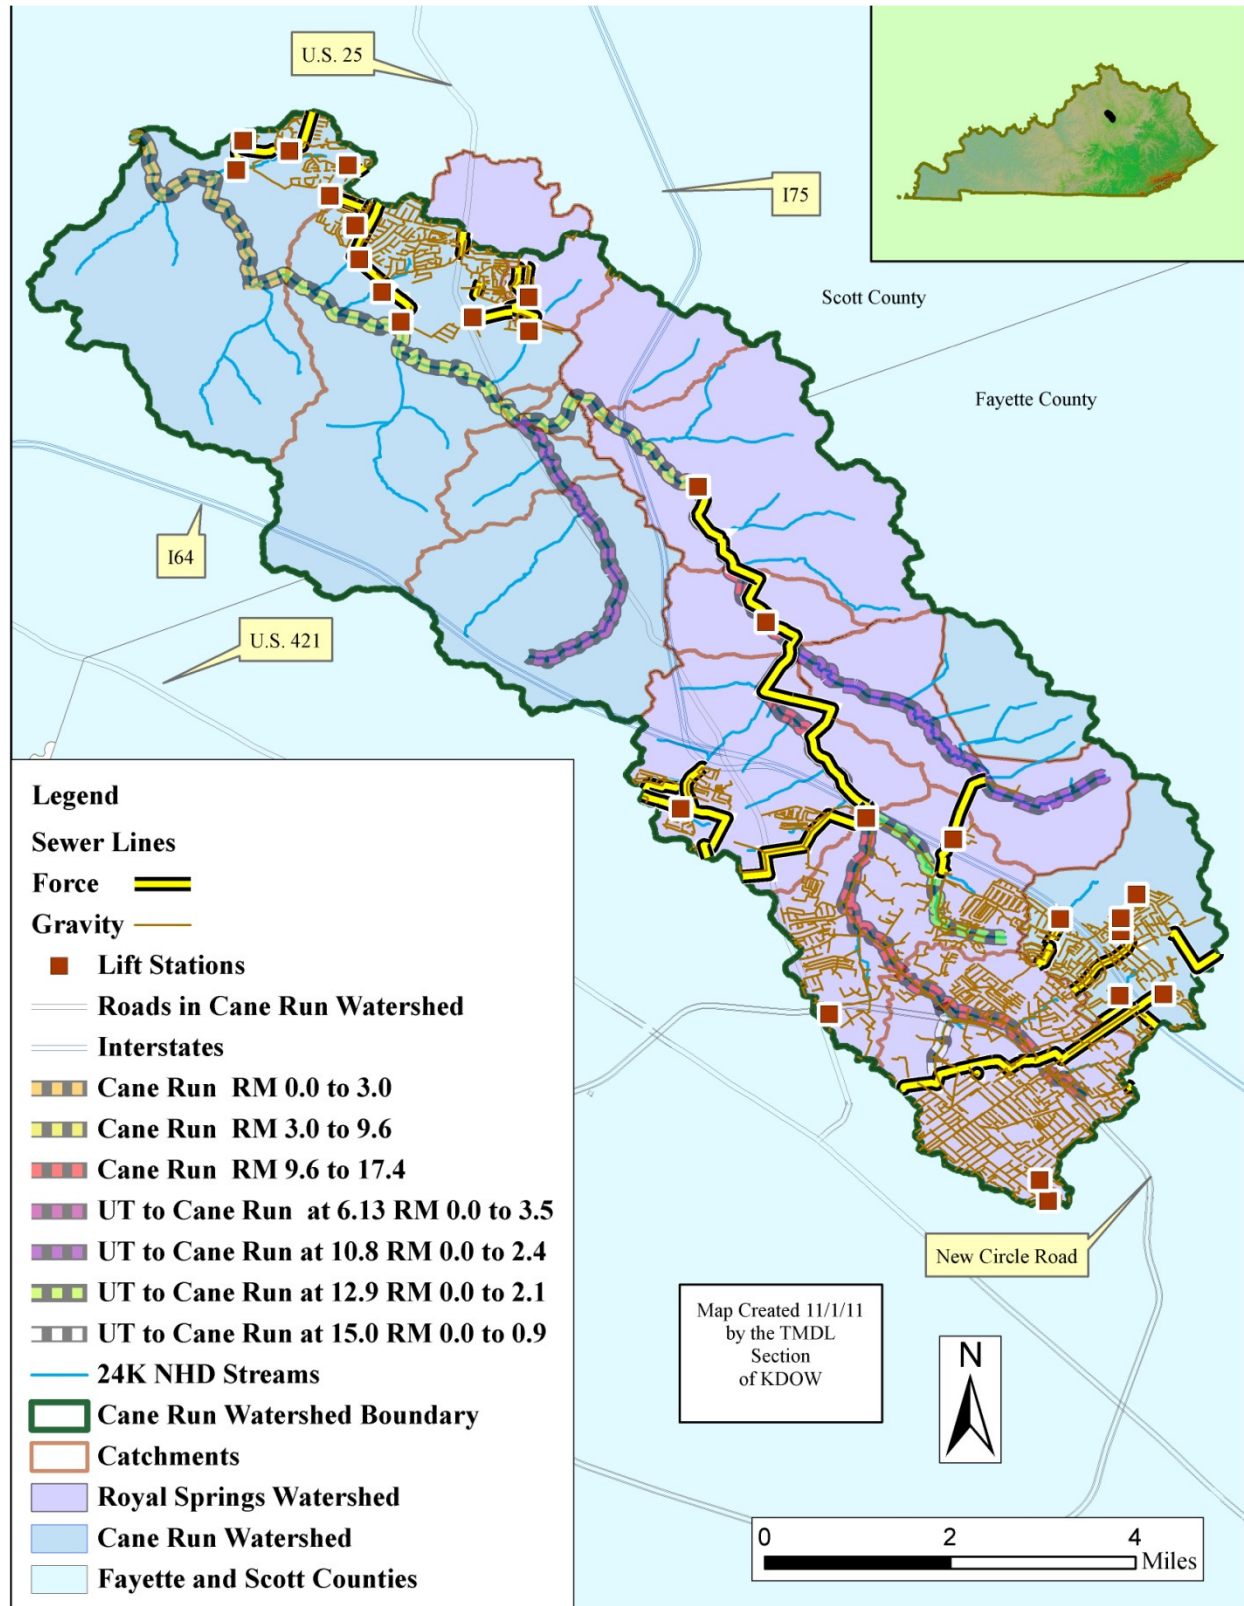 U.S. 25
I75
Scott County
Fayette County
I64
U.S. 421
Legend
Sewer Lines
Force
Gravity
Lift Stations
Roads in Cane Run Watershed
Interstates
Cane Run RM 0.0 to 3.0
Cane Run RM 3.0 to 9.6
Cane Run RM 9.6 to 17.4
UT to Cane Run at 6.13 RM 0.0 to 3.5
UT to Cane Run at 10.8 RM 0.0 to 2.4
UT to Cane Run at 12.9 RM 0.0 to 2.1
UT to Cane Run at 15.0 RM 0.0 to 0.9
24K NHD Streams
Cane Run Watershed Boundary
Catchments
Royal Springs Watershed
Cane Run Watershed
Fayette and Scott Counties
New Circle Road
Map Created 11/1/11
by the TMDL
Section
of KDOW
N
0 2 4
Miles